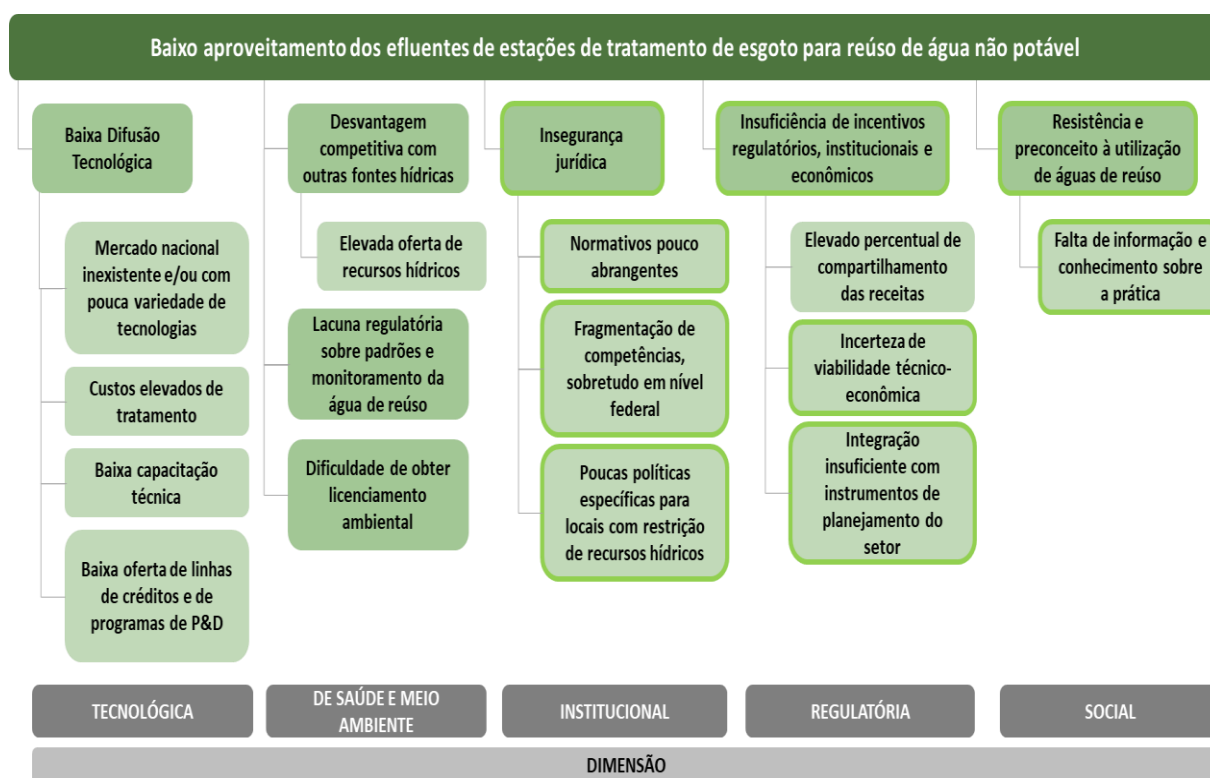 Baixo aproveitamento dos efluentes de estações de tratamento de esgoto para reúso de água não potável
Baixa Difusão
Tecnológica
Mercado nacional
inexistente e/ou com
pouca variedade de
tecnologias
Custos elevados de
tratamento
Baixa capacitação
técnica
Baixa oferta de linhas
de créditos e de
programas de P&D
Desvantagem
competitiva com
outras fontes hídricas
Elevada oferta de
recursos hídricos
Lacuna regulatória
sobre padrões e
monitoramento da
água de reúso
Dificuldade de obter
licenciamento
ambiental
Insegurança
jurídica
Normativos pouco
abrangentes
Fragmentação de
competências,
sobretudo em nível
federal
Poucas políticas
específicas para
locais com restrição
de recursos hídricos
Insuficiência de incentivos
regulatórios, institucionais e
econômicos
Elevado percentual de
compartilhamento
das receitas
Incerteza de
viabilidade técnico-
econômica
Integração
insuficiente com
instrumentos de
planejamento do
setor
Resistência e
preconceito à utilização
de águas de reúso
Falta de informação e
conhecimento sobre
a prática
TECNOLÓGICA
DE SAÚDE E MEIO
AMBIENTE
INSTITUCIONAL
REGULATÓRIA
SOCIAL
DIMENSÃO